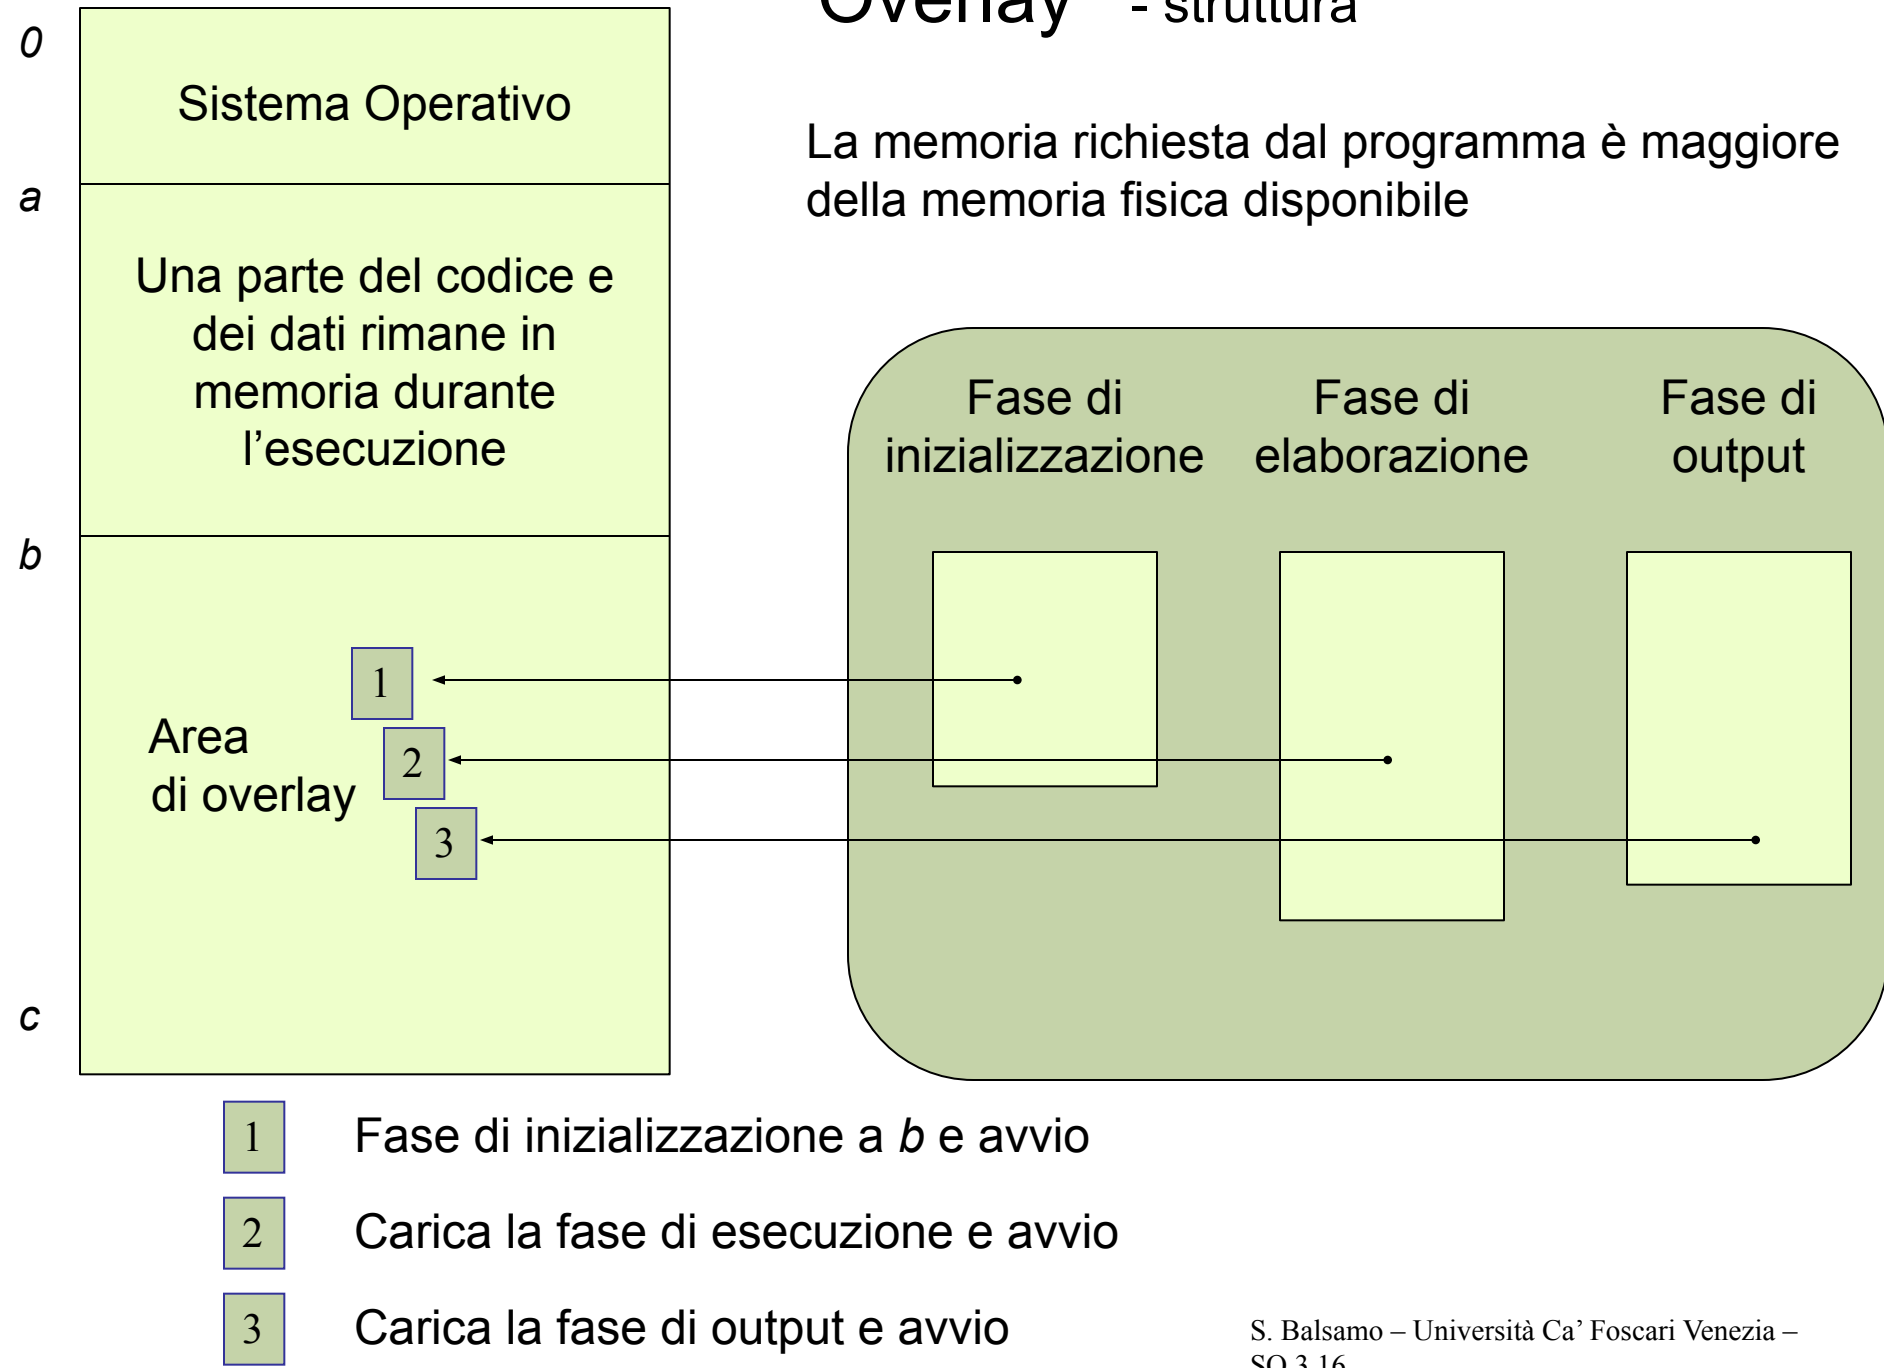 Overlay - struttura
0
Sistema Operativo
La memoria richiesta dal programma è maggiore
della memoria fisica disponibile
a
Una parte del codice e
dei dati rimane in
memoria durante
l’esecuzione
Fase di
inizializzazione
Fase di
elaborazione
Fase di
output
b
1
2
3
Area
di overlay
c
1 Fase di inizializzazione a b e avvio
2 Carica la fase di esecuzione e avvio
3 Carica la fase di output e avvio
S. Balsamo – Università Ca’ Foscari Venezia –
SO 3.16